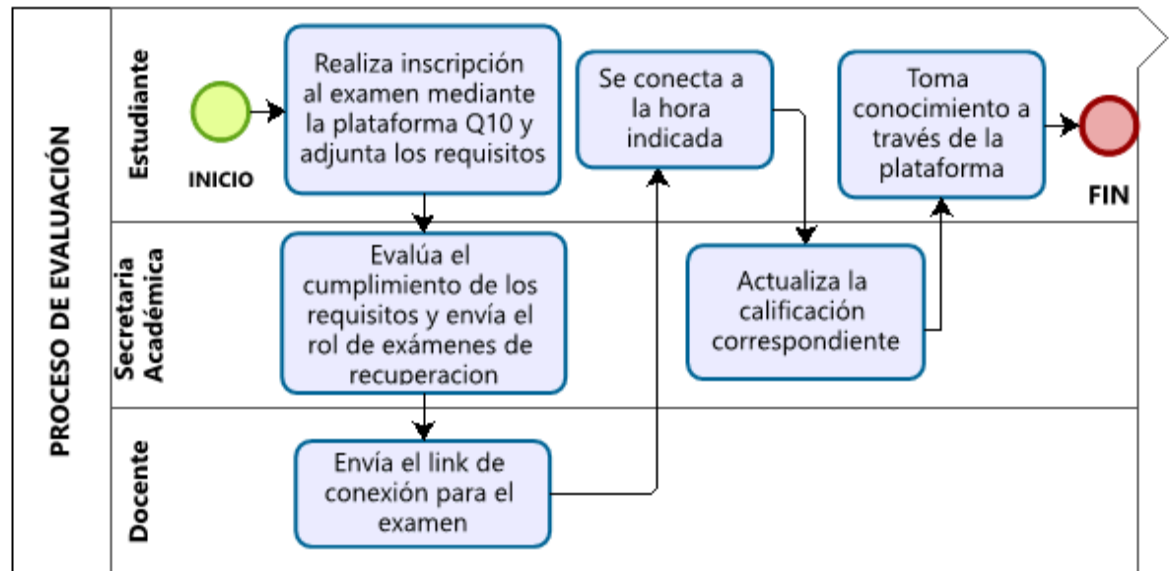 PROCESO DE EVALUACIÓN
Estudiante
INICIO
Realiza inscripción
al examen mediante
la plataforma Q10 y
adjunta los requisitos
Se conecta a
la hora
indicada
Toma
conocimiento a
través de la
plataforma
FIN
Secretaria
Académica
Evalúa el
cumplimiento de los
requisitos y envía el
rol de exámenes de
recuperacion
Actualiza la
calificación
correspondiente
Docente
Envía el link de
conexión para el
examen